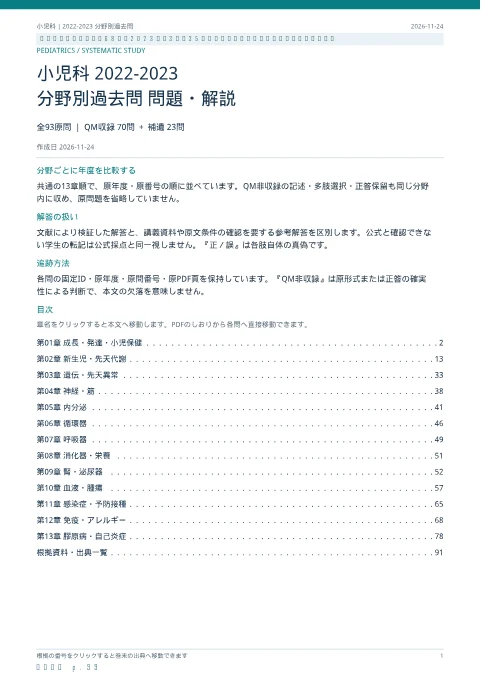 小児科 | 2022-2023 分野別過去問
2026-11-24
PEDIATRICS / SYSTEMATIC STUDY
小児科 2022-2023
分野別過去問 問題・解説
全93原問 | QM収録 70問 + 補遺 23問
作成日 2026-11-24
分野ごとに年度を比較する
共通の13章順で、原年度・原番号の順に並べています。QM非収録の記述・多肢選択・正答保留も同じ分野
内に収め、原問題を省略していません。
解答の扱い
文献により検証した解答と、講義資料や原文条件の確認を要する参考解答を区別します。公式と確認できな
い学生の転記は公式採点と同一視しません。『正 / 誤』は各肢自体の真偽です。
追跡方法
各問の固定ID・原年度・原問番号・原PDF頁を保持しています。『QM非収録』は原形式または正答の確実
性による判断で、本文の欠落を意味しません。
目次
章名をクリックすると本文へ移動します。PDFのしおりから各問へ直接移動できます。
第01章 成長・発達・小児保健 2
第02章 新生児・先天代謝 13
第03章 遺伝・先天異常 33
第04章 神経・筋 38
第05章 内分泌 41
第06章 循環器 46
第07章 呼吸器 49
第08章 消化器・栄養 51
第09章 腎・泌尿器 52
第10章 血液・腫瘍 57
第11章 感染症・予防接種 65
第12章 免疫・アレルギー 68
第13章 膠原病・自己炎症 78
根拠資料・出典一覧 91
根拠の番号をクリックすると巻末の出典へ移動できます
1